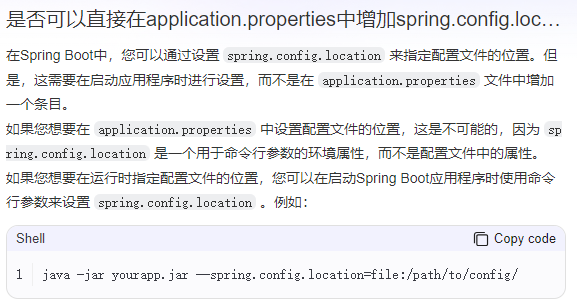 是否可以直接在application.properties中增加spring.config.loc...
在Spring Boot中，您可以通过设置 spring.config.location 来指定配置文件的位置。但
是，这需要在启动应用程序时进行设置，而不是在 application.properties 文件中增加
一个条目。
如果您想要在 application.properties 中设置配置文件的位置，这是不可能的，因为 sp
ring.config.location 是一个用于命令行参数的环境属性，而不是配置文件中的属性。
如果您想要在运行时指定配置文件的位置，您可以在启动Spring Boot应用程序时使用命令
行参数来设置 spring.config.location 。例如：
Shell Copy code
1 java -jar yourapp.jar --spring.config.location=file:/path/to/config/